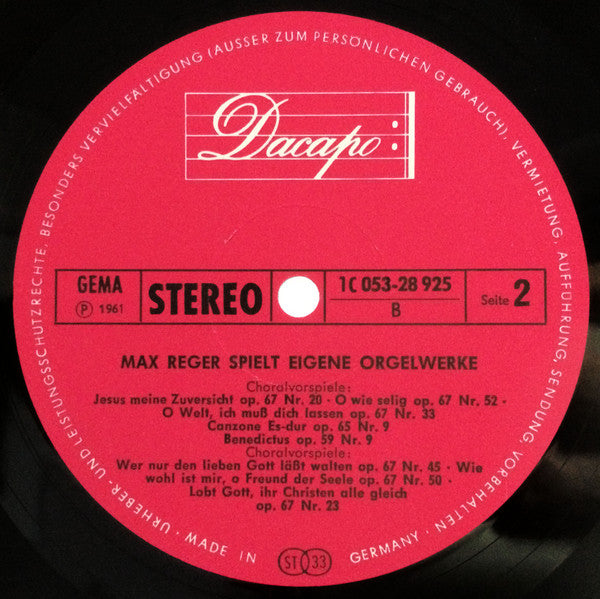 URHEBER- UND LEISTUNGSSCHUTZRECHTE, BESONDERS VERVIELFÄLTIGUNG (AUSSER ZUM PERSÖNLICHEN GEBRAUCH), VERMIETUNG, AUFFÜHRUNG, SENDUNG, VORBEHALTEN · MADE IN GERMANY ·
Dacapo
GEMA
Ⓟ 1961
STEREO
1C 053-28 925
B
Seite 2
MAX REGER SPIELT EIGENE ORGELWERKE
Choralvorspiele:
Jesus meine Zuversicht op. 67 Nr. 20 · O wie selig op. 67 Nr. 52 ·
O Welt, ich muß dich lassen op. 67 Nr. 33
Canzone Es-dur op. 65 Nr. 9
Benedictus op. 59 Nr. 9
Choralvorspiele:
Wer nur den lieben Gott läßt walten op. 67 Nr. 45 · Wie
wohl ist mir, o Freund der Seele op. 67 Nr. 50 ·
Lobt Gott, ihr Christen alle gleich
op. 67 Nr. 23
ST 33